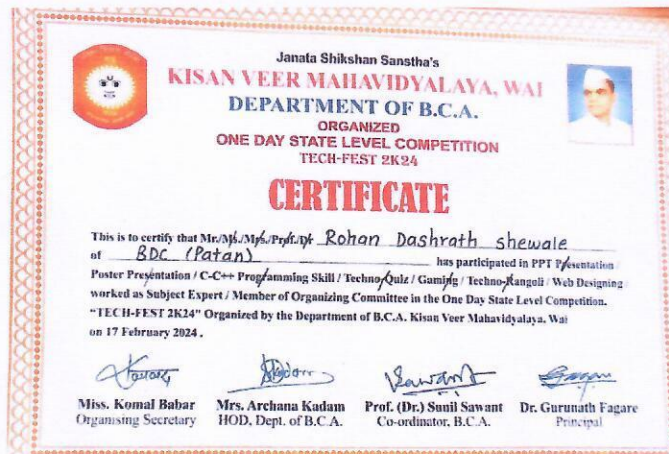 Janata Shikshan Sanstha's
KISAN VEER MAHAVIDYALAYA, WAI
DEPARTMENT OF B.C.A.
ORGANIZED
ONE DAY STATE LEVEL COMPETITION
TECH-FEST 2K24
CERTIFICATE
This is to certify that Mr./Ms./Mrs./Prof./Dr. Rohan Dashrath shewale
of BDC (Patan) has participated in PPT Presentation /
Poster Presentation / C-C++ Programming Skill / Techno-Quiz / Gaming / Techno-Rangoli / Web Designing
worked as Subject Expert / Member of Organizing Committee in the One Day State Level Competition.
"TECH-FEST 2K24" Organized by the Department of B.C.A. Kisan Veer Mahavidyalaya, Wai
on 17 February 2024.
Kadam Sawant
Miss. Komal Babar Mrs. Archana Kadam Prof. (Dr.) Sunil Sawant Dr. Gurunath Fagare
Organising Secretary HOD, Dept. of B.C.A. Co-ordinator, B.C.A. Principal